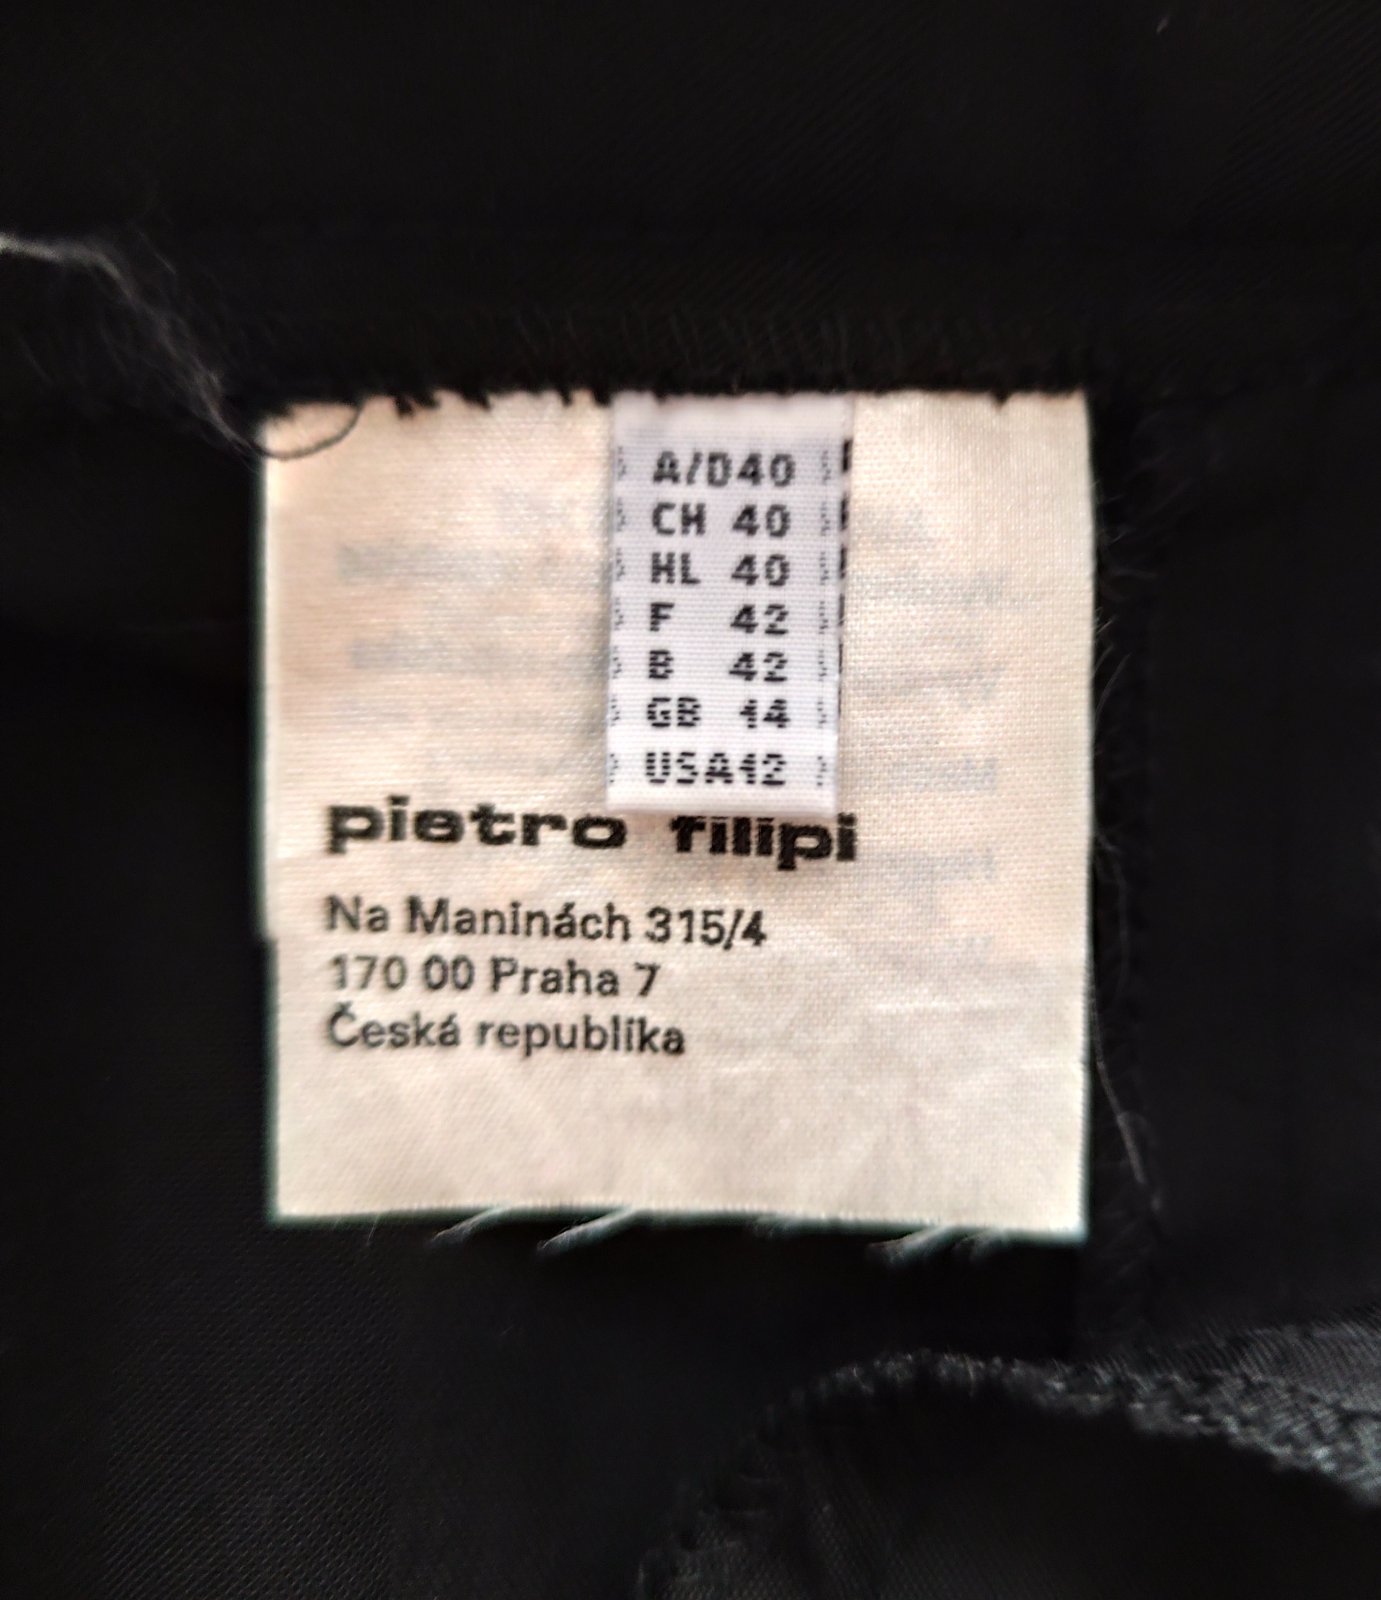 A/D40
CH 40
HL 40
F 42
B 42
GB 14
USA12
pietro filipi
Na Maninách 315/4
170 00 Praha 7
Česká republika